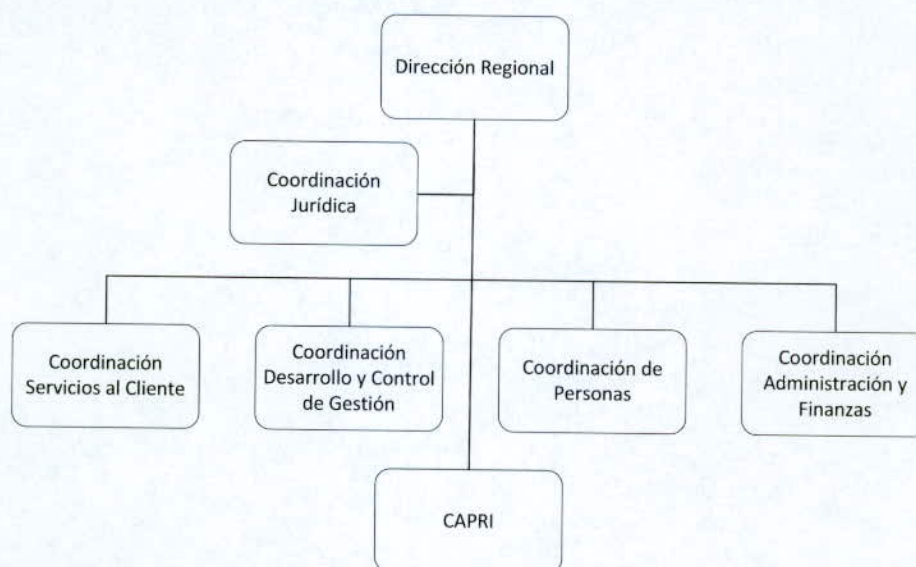 Dirección Regional
Coordinación
Jurídica
Coordinación
Servicios al Cliente
Coordinación
Desarrollo y Control
de Gestión
Coordinación de
Personas
Coordinación
Administración y
Finanzas
CAPRI